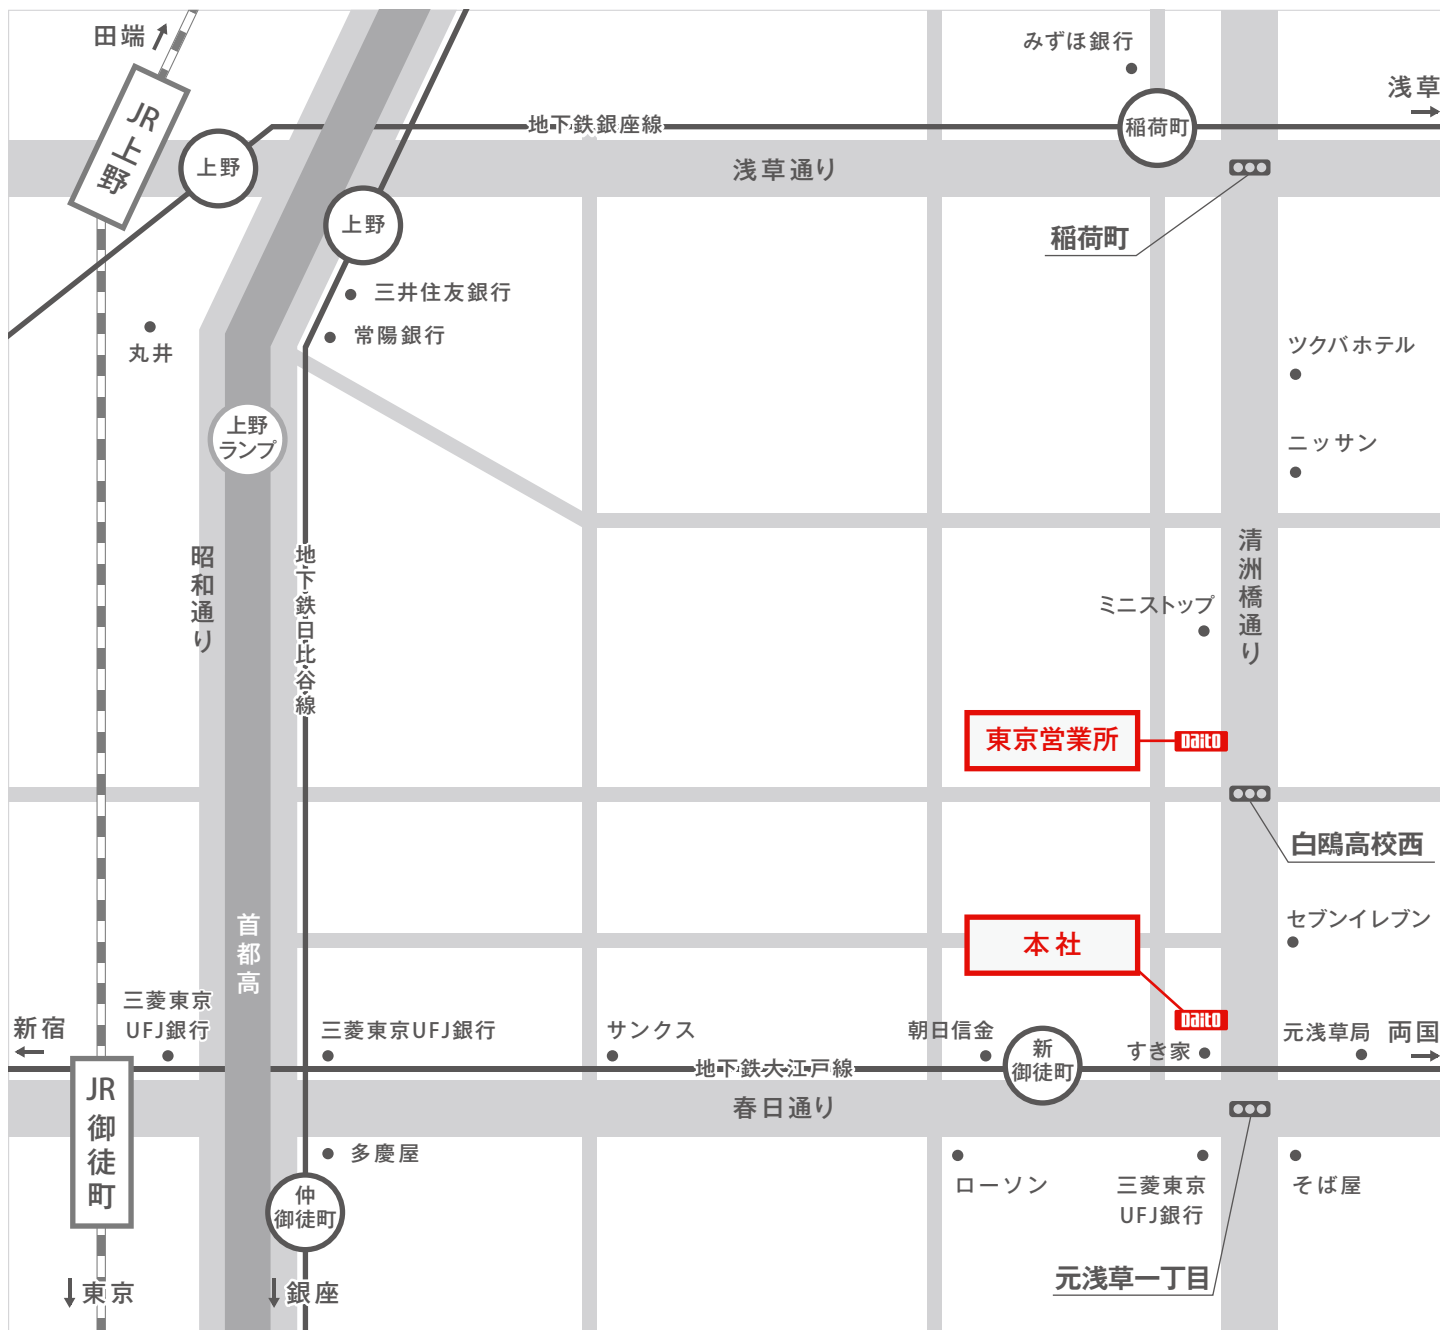 田端
みずほ銀行
浅草
JR上野
上野
地下鉄銀座線
稲荷町
浅草通り
上野
稲荷町
三井住友銀行
常陽銀行
丸井
ツクバホテル
上野
ランプ
ニッサン
昭和通り
地下鉄日比谷線
清洲橋通り
ミニストップ
東京営業所
Daito
白鴎高校西
首都高
本社
セブンイレブン
Daito
三菱東京
UFJ銀行
新宿
三菱東京UFJ銀行
サンクス
朝日信金
新
御徒町
すき家
元浅草局
両国
地下鉄大江戸線
JR
御徒町
春日通り
多慶屋
ローソン
三菱東京
UFJ銀行
そば屋
仲
御徒町
元浅草一丁目
東京
銀座